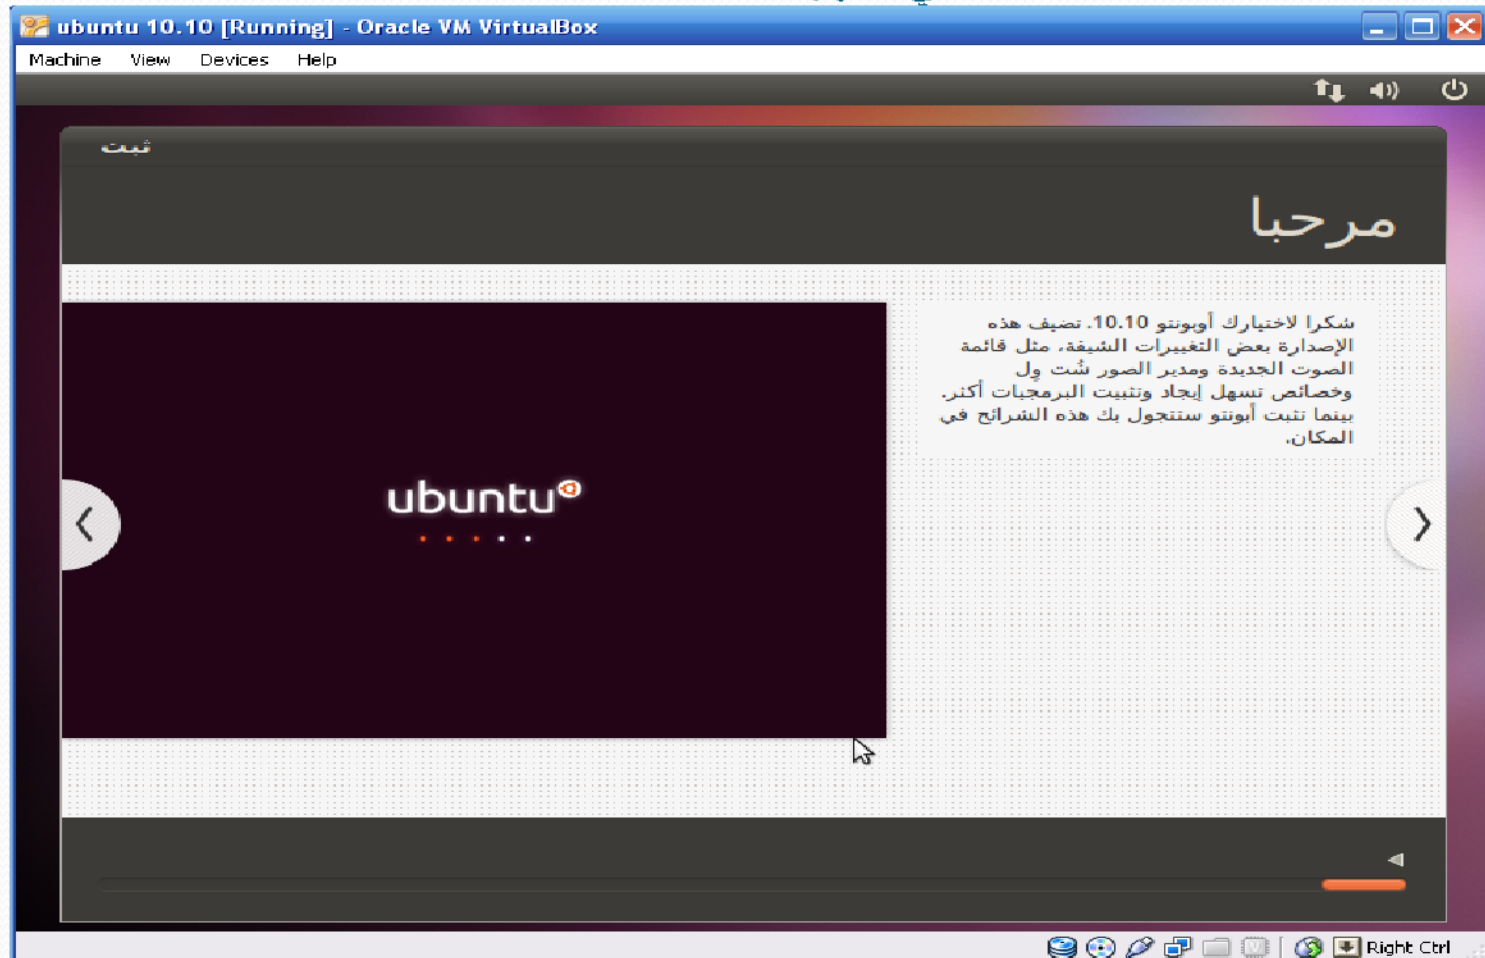 ubuntu 10.10 [Running] - Oracle VM VirtualBox
Machine View Devices Help
ثبت
مرحبا
شكرا لاختيارك أوبونتو 10.10. تضيف هذه
الإصدارة بعض التغييرات الشيقة، مثل قائمة
الصوت الجديدة ومدير الصور شُت وِل
وخصائص تسهل إيجاد وتثبيت البرمجيات أكثر.
بينما تثبت أبونتو ستتجول بك هذه الشرائح في
المكان.
ubuntu
Right Ctrl